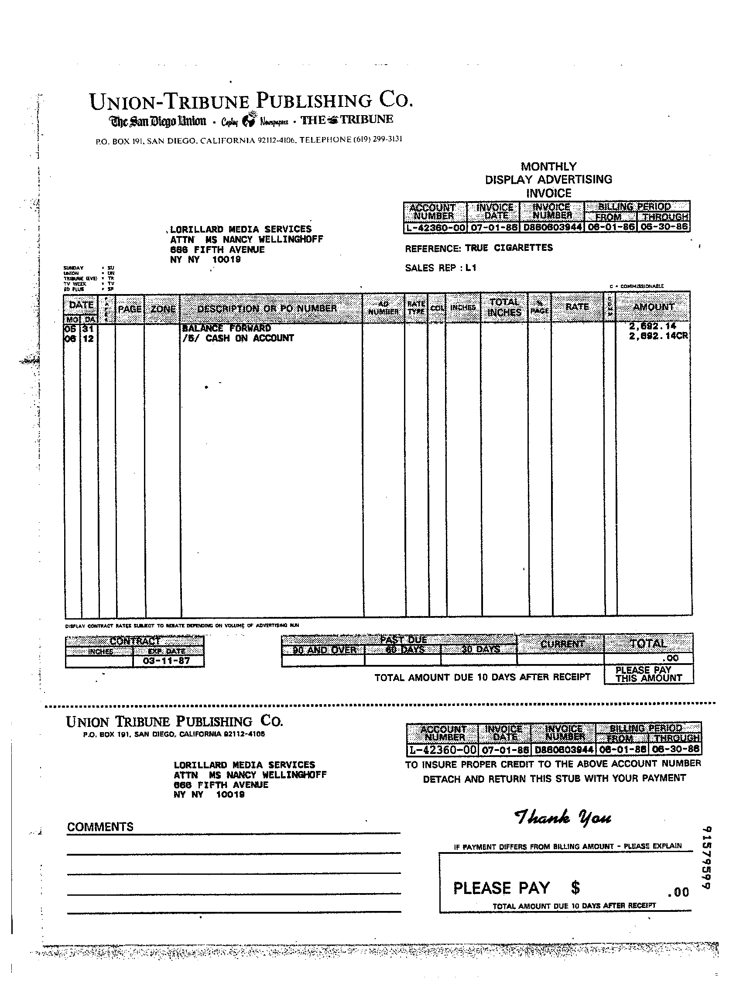 UNION-TRIBUNE PUBLISHING CO.
The San Diego Union · Copley Newspapers · THE TRIBUNE
P.O. BOX 191, SAN DIEGO, CALIFORNIA 92112-4106, TELEPHONE (619) 299-3131
MONTHLY
DISPLAY ADVERTISING
INVOICE
ACCOUNT NUMBER INVOICE DATE INVOICE NUMBER BILLING PERIOD FROM THROUGH
L-42360-00 07-01-86 D860603944 06-01-86 06-30-86
LORILLARD MEDIA SERVICES
ATTN MS NANCY WELLINGHOFF
666 FIFTH AVENUE
NY NY 10019
REFERENCE: TRUE CIGARETTES
SALES REP : L1
SUNDAY • SU
UNION • UN
TRIBUNE (EVE) • TR
TV WEEK • TV
SD PLUS • SP
C = COMMISSIONABLE
DATE PAGE ZONE DESCRIPTION OR PO NUMBER AD NUMBER RATE TYPE COL INCHES TOTAL INCHES % PAGE RATE AMOUNT
MO DA
05 31 BALANCE FORWARD 2,692.14
06 12 /5/ CASH ON ACCOUNT 2,692.14CR
DISPLAY CONTRACT RATES SUBJECT TO REBATE DEPENDING ON VOLUME OF ADVERTISING RUN
CONTRACT
INCHES EXP. DATE
03-11-87
PAST DUE
90 AND OVER 60 DAYS 30 DAYS CURRENT TOTAL
.00
TOTAL AMOUNT DUE 10 DAYS AFTER RECEIPT
PLEASE PAY
THIS AMOUNT
UNION TRIBUNE PUBLISHING CO.
P.O. BOX 191, SAN DIEGO, CALIFORNIA 92112-4106
ACCOUNT NUMBER INVOICE DATE INVOICE NUMBER BILLING PERIOD FROM THROUGH
L-42360-00 07-01-86 D860603944 06-01-86 06-30-86
LORILLARD MEDIA SERVICES
ATTN MS NANCY WELLINGHOFF
666 FIFTH AVENUE
NY NY 10019
TO INSURE PROPER CREDIT TO THE ABOVE ACCOUNT NUMBER
DETACH AND RETURN THIS STUB WITH YOUR PAYMENT
Thank You
COMMENTS
IF PAYMENT DIFFERS FROM BILLING AMOUNT - PLEASE EXPLAIN
PLEASE PAY $ .00
TOTAL AMOUNT DUE 10 DAYS AFTER RECEIPT
91579599